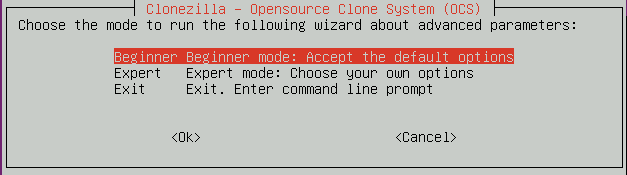 Clonezilla - Opensource Clone System (OCS)
Choose the mode to run the following wizard about advanced parameters:
Beginner Beginner mode: Accept the default options
Expert Expert mode: Choose your own options
Exit Exit. Enter command line prompt
<Ok> <Cancel>